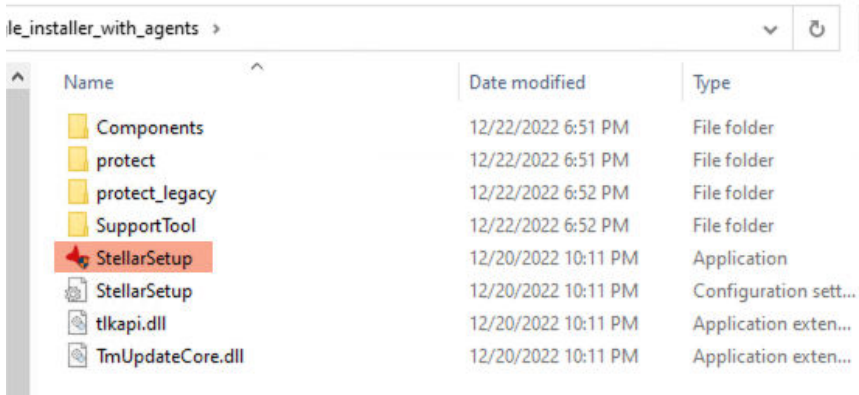 le_installer_with_agents >
Name Date modified Type
Components 12/22/2022 6:51 PM File folder
protect 12/22/2022 6:51 PM File folder
protect_legacy 12/22/2022 6:52 PM File folder
SupportTool 12/22/2022 6:52 PM File folder
StellarSetup 12/20/2022 10:11 PM Application
StellarSetup 12/20/2022 10:11 PM Configuration sett...
tlkapi.dll 12/20/2022 10:11 PM Application exten...
TmUpdateCore.dll 12/20/2022 10:11 PM Application exten...